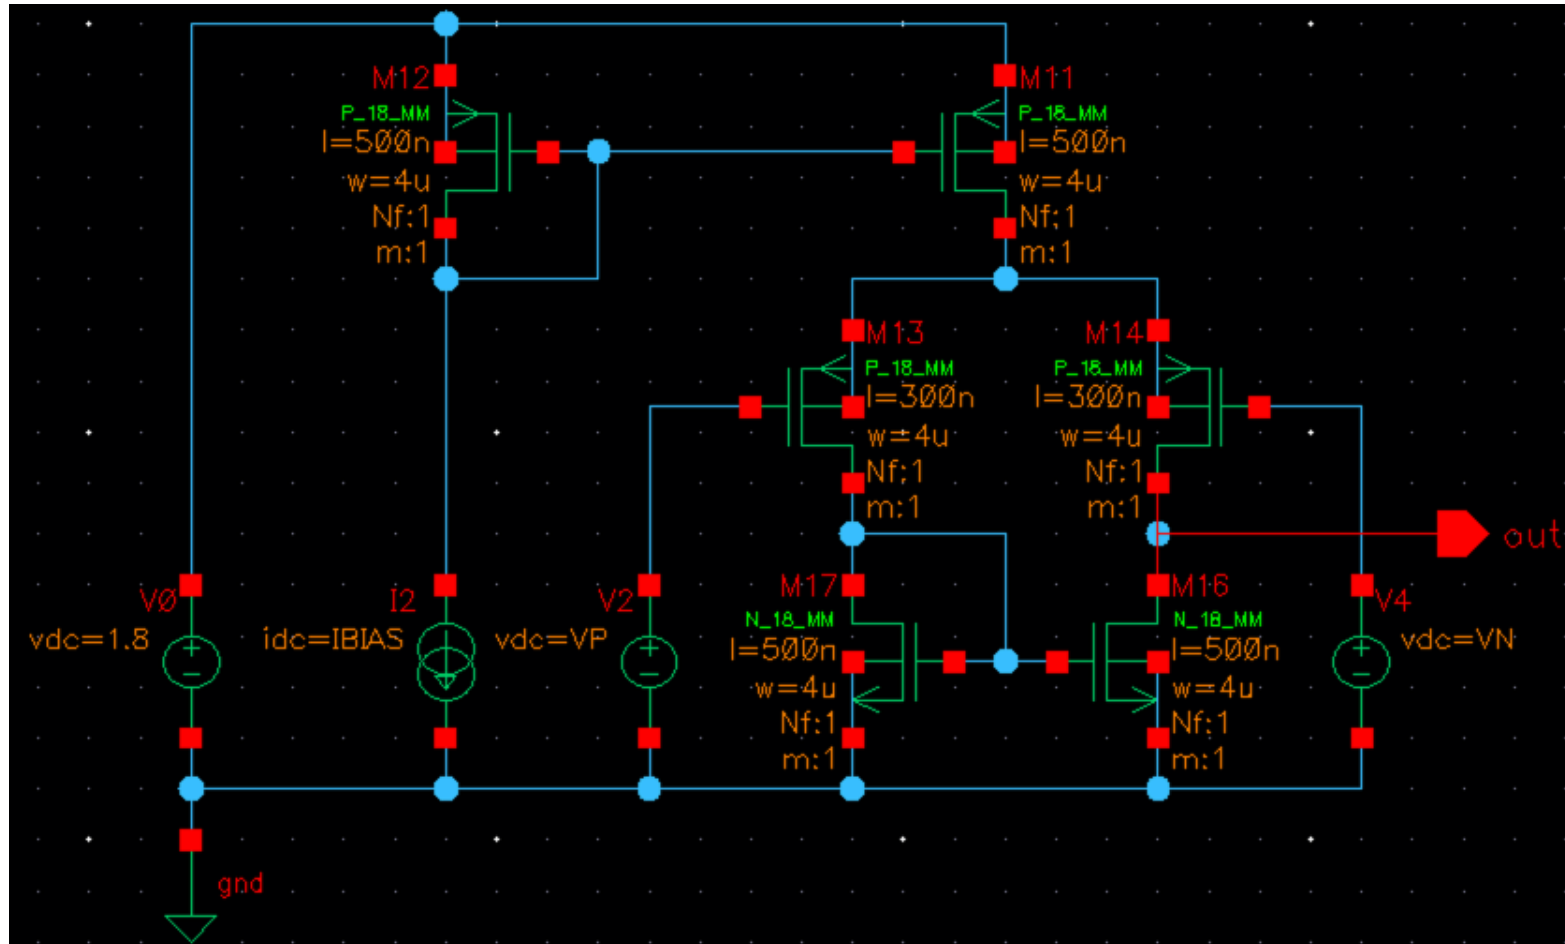 M12
P_18_MM
l=500n
w=4u
Nf:1
m:1
M11
P_18_MM
l=500n
w=4u
Nf:1
m:1
M13
P_18_MM
l=300n
w=4u
Nf:1
m:1
M14
P_18_MM
l=300n
w=4u
Nf:1
m:1
out
V0
vdc=1.8
I2
idc=IBIAS
V2
vdc=VP
M17
N_18_MM
l=500n
w=4u
Nf:1
m:1
M16
N_18_MM
l=500n
w=4u
Nf:1
m:1
V4
vdc=VN
gnd